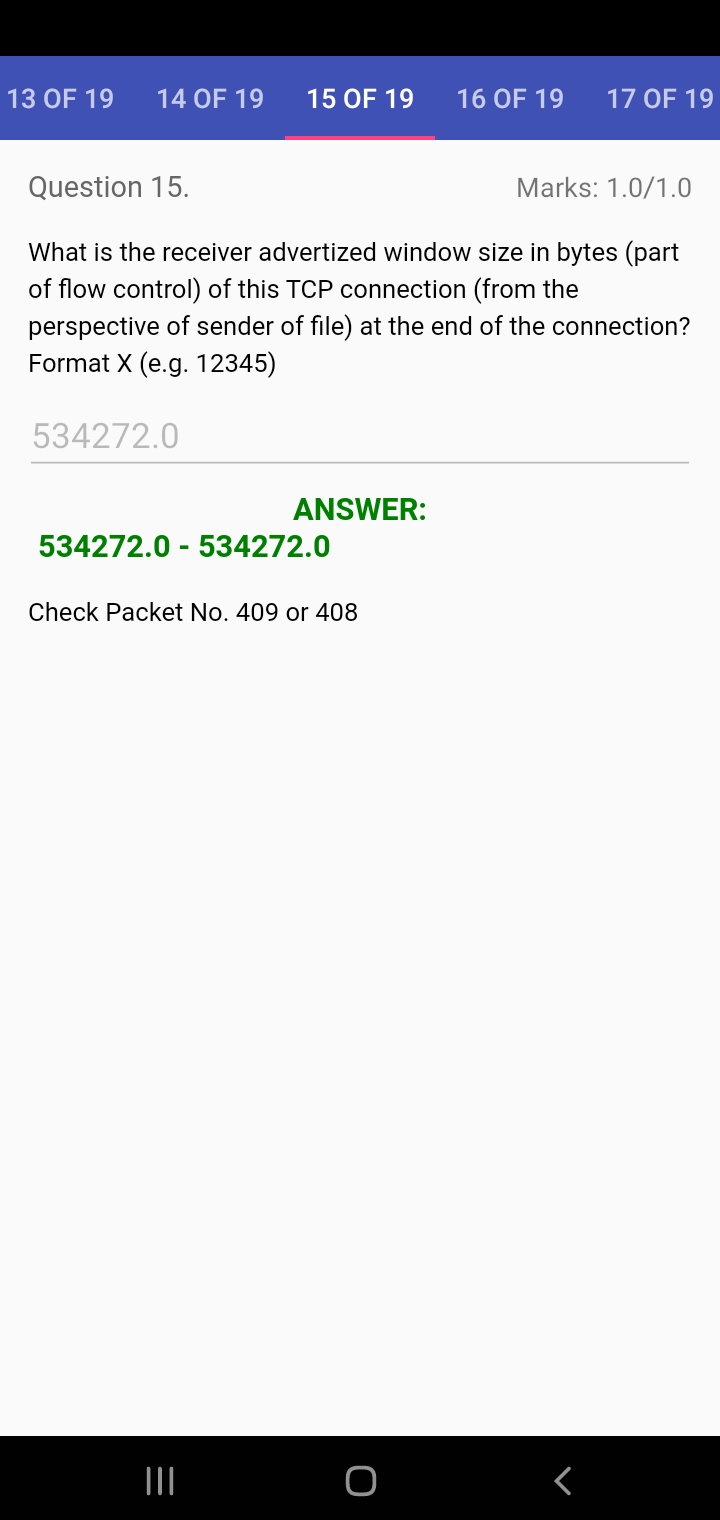 13 OF 19 14 OF 19 15 OF 19 16 OF 19 17 OF 19
Question 15. Marks: 1.0/1.0
What is the receiver advertized window size in bytes (part
of flow control) of this TCP connection (from the
perspective of sender of file) at the end of the connection?
Format X (e.g. 12345)
534272.0
ANSWER:
534272.0 - 534272.0
Check Packet No. 409 or 408